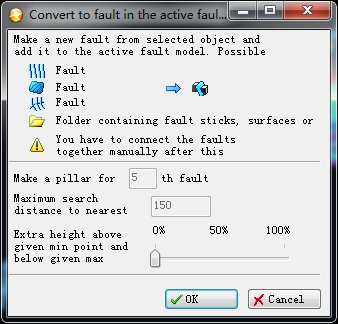 Convert to fault in the active faul...
Make a new fault from selected object and
add it to the active fault model. Possible
Fault
Fault
Fault
Folder containing fault sticks, surfaces or
You have to connect the faults
together manually after this
Make a pillar for 5 th fault
Maximum search
distance to nearest 150
0% 50% 100%
Extra height above
given min point and
below given max
OK Cancel